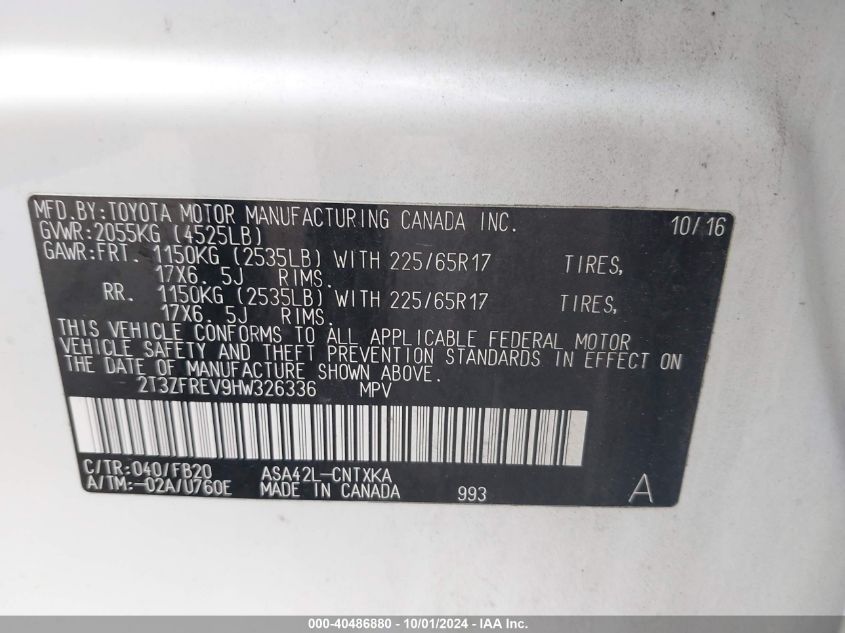 MFD.BY:TOYOTA MOTOR MANUFACTURING CANADA INC. 10/16
GVWR:2055KG (4525LB)
GAWR:FRT. 1150KG (2535LB) WITH 225/65R17 TIRES,
17X6. 5J RIMS.
RR. 1150KG (2535LB) WITH 225/65R17 TIRES,
17X6. 5J RIMS.
THIS VEHICLE CONFORMS TO ALL APPLICABLE FEDERAL MOTOR
VEHICLE SAFETY AND THEFT PREVENTION STANDARDS IN EFFECT ON
THE DATE OF MANUFACTURE SHOWN ABOVE.
2T3ZFREV9HW326336 MPV
C/TR:040/FB20 ASA42L-CNTXKA
A/TM:-02A/U760E MADE IN CANADA 993 A
000-40486880 - 10/01/2024 - IAA Inc.